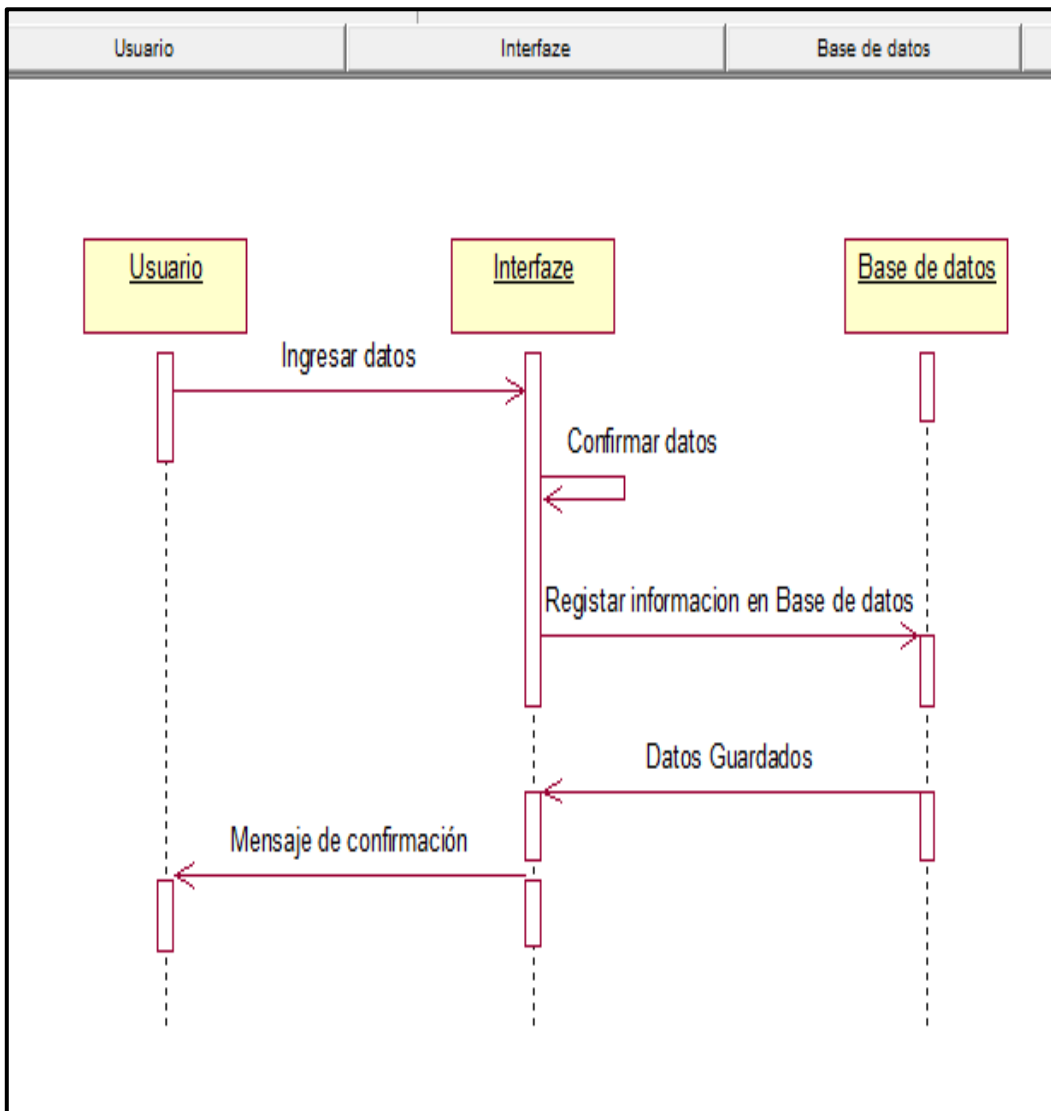 Usuario
Interfaze
Base de datos
Usuario
Interfaze
Base de datos
Ingresar datos
Confirmar datos
Registar informacion en Base de datos
Datos Guardados
Mensaje de confirmación